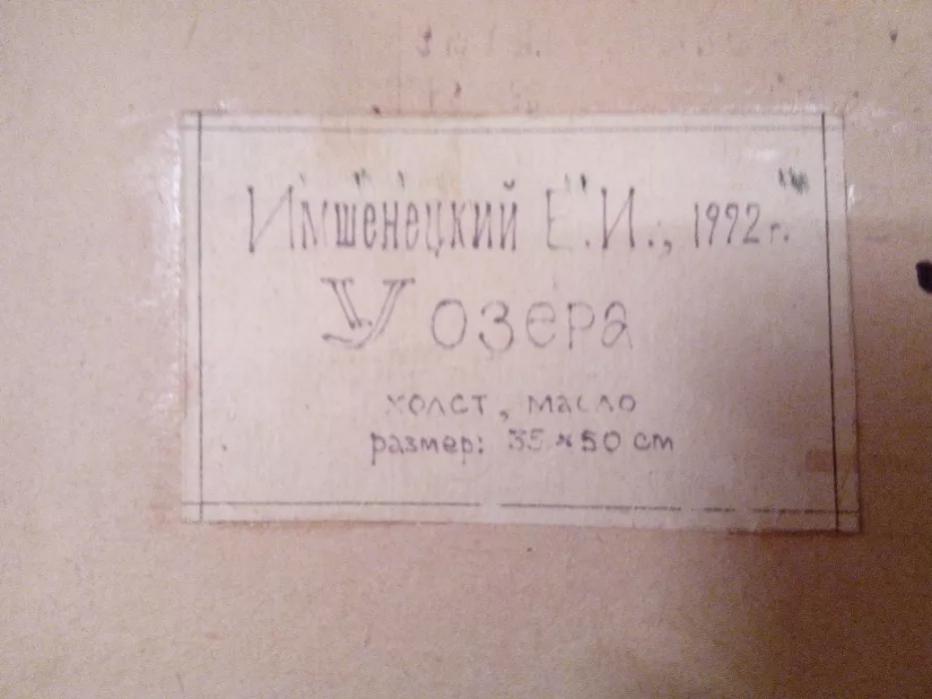 Имшенецкий Е.И., 1992 г.
У озера
холст, масло
размер: 35 × 50 см